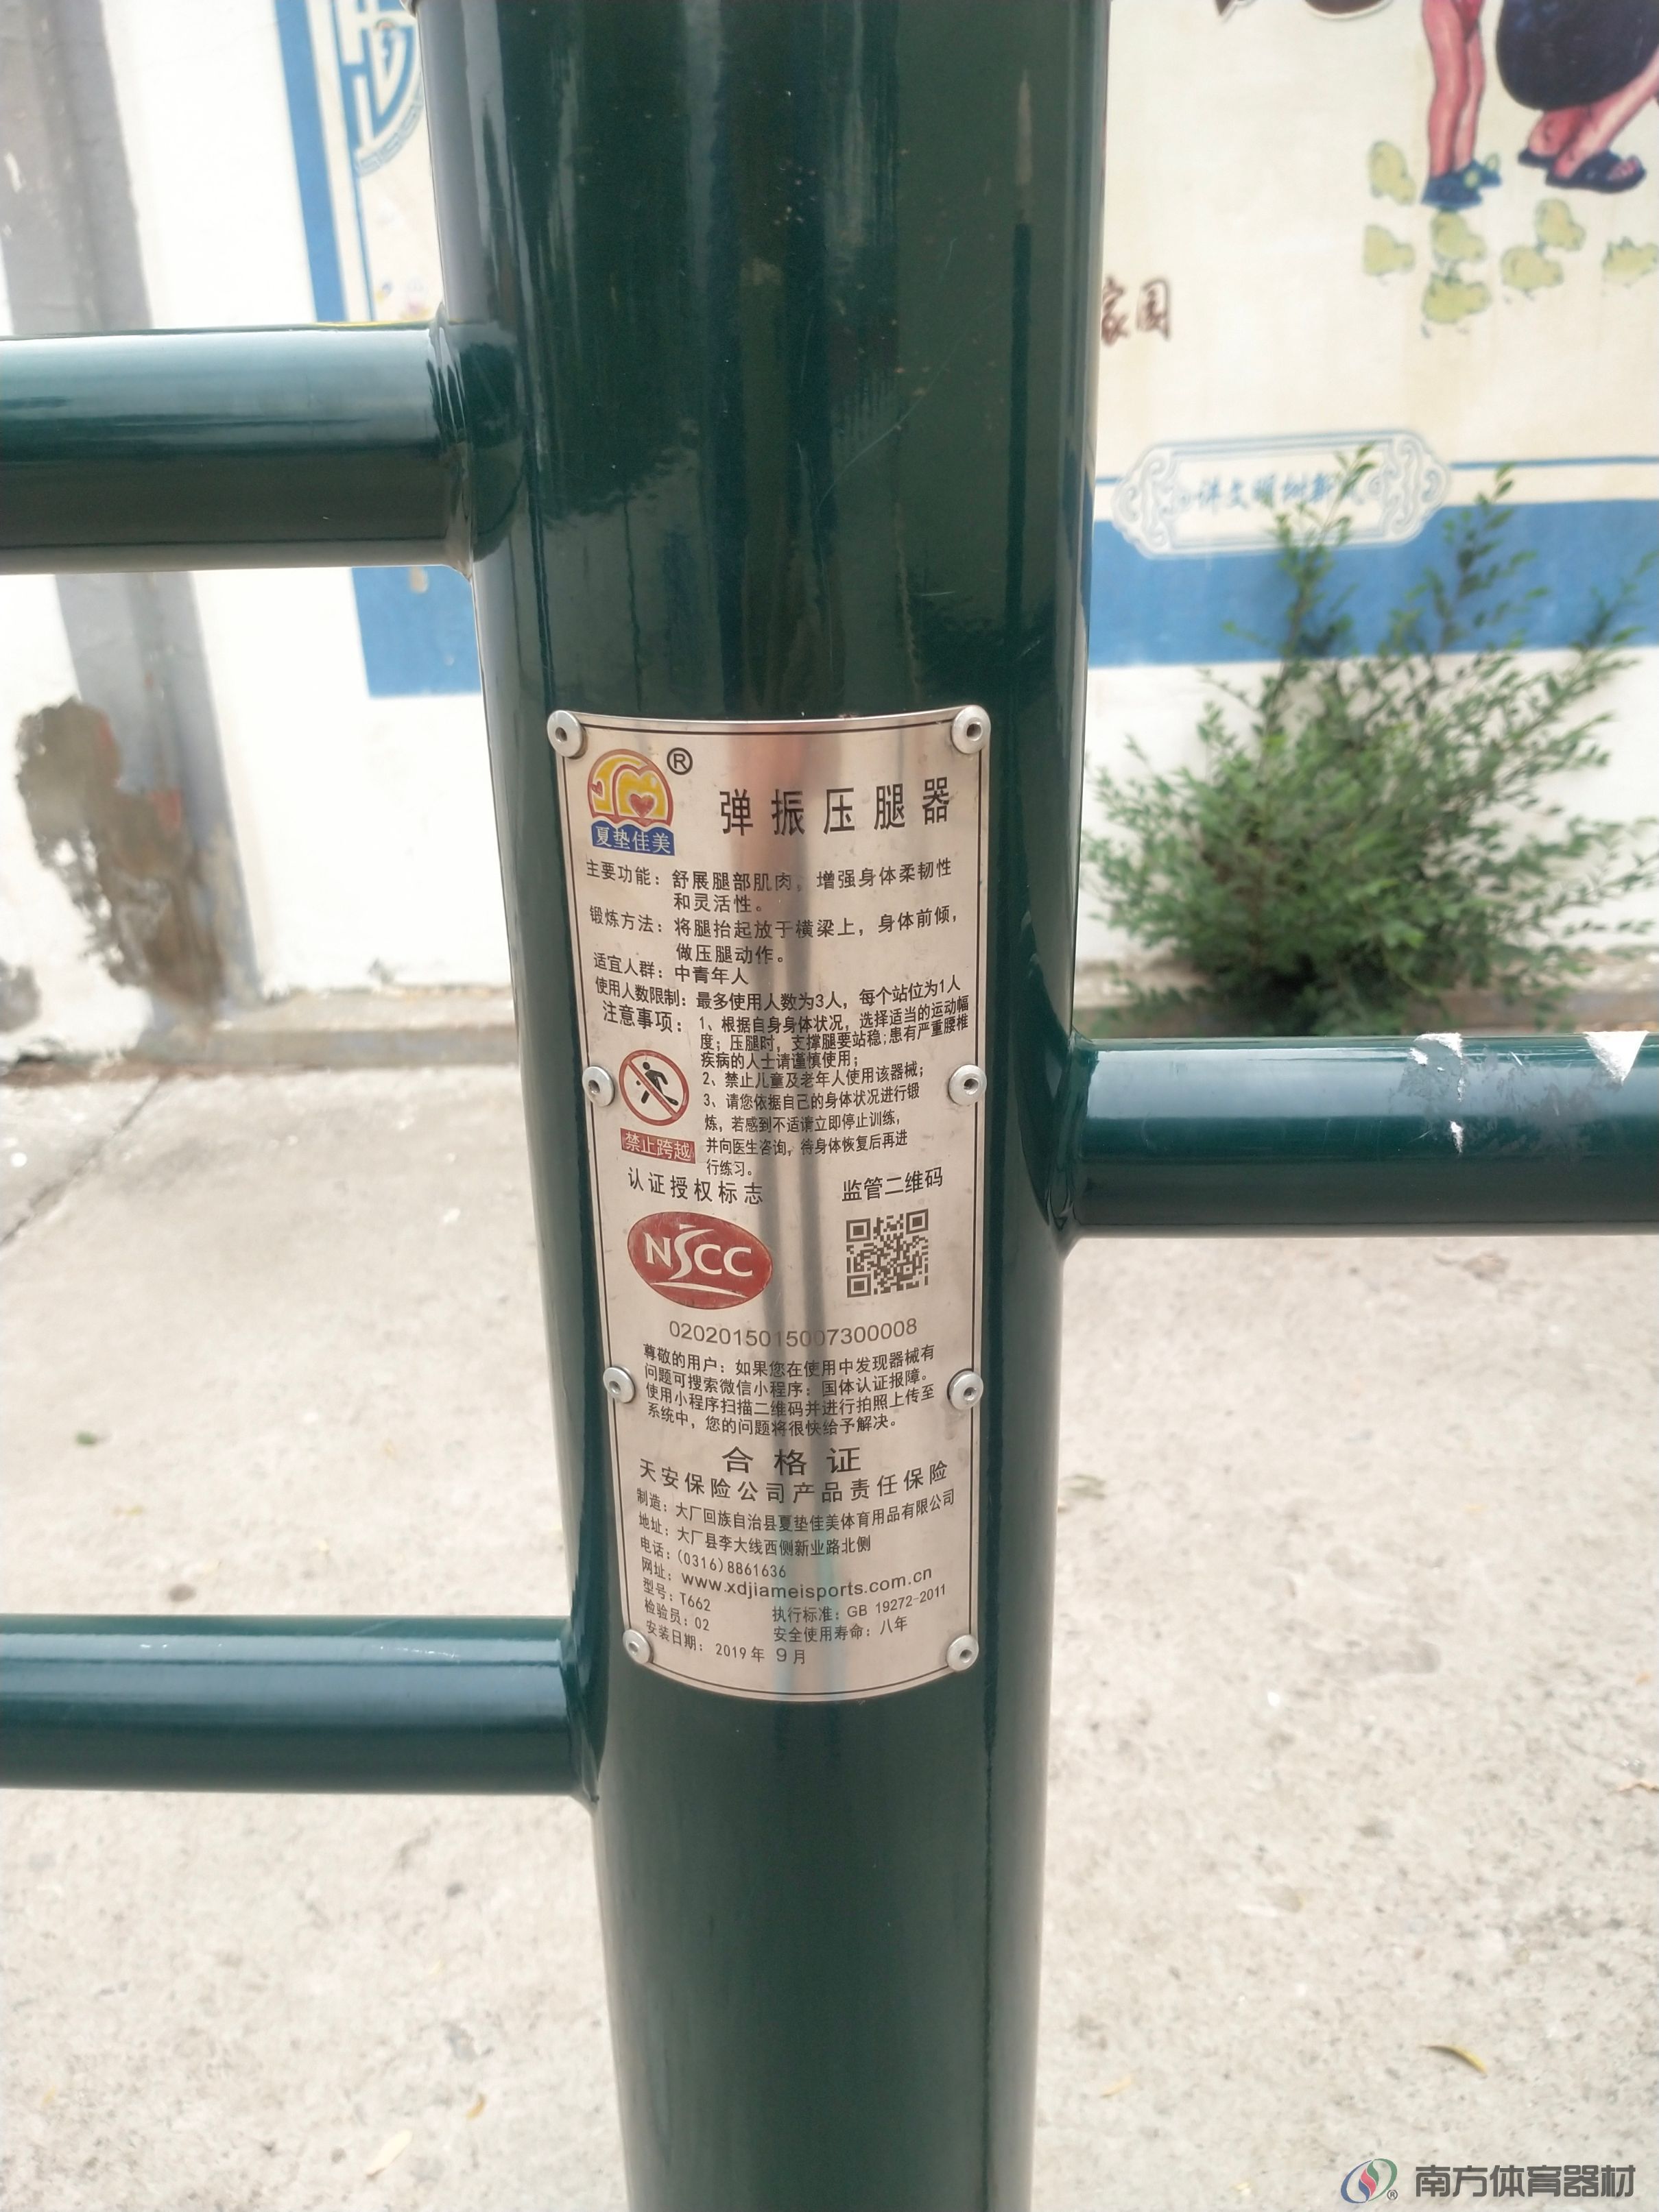 家园
讲文明树新
夏垫佳美
®
弹振压腿器
主要功能：舒展腿部肌肉。增强身体柔韧性
和灵活性。
锻炼方法：将腿抬起放于横梁上，身体前倾，
做压腿动作。
适宜人群：中青年人
使用人数限制：最多使用人数为3人，每个站位为1人
注意事项：1、根据自身身体状况，选择适当的运动幅
度；压腿时，支撑腿要站稳；患有严重腰椎
疾病的人士请谨慎使用；
2、禁止儿童及老年人使用该器械；
3、请您依据自己的身体状况进行锻
炼，若感到不适请立即停止训练，
并向医生咨询，待身体恢复后再进
行练习。
禁止跨越
认证授权标志 监管二维码
NSCC
0202015015007300008
尊敬的用户：如果您在使用中发现器械有
问题可搜索微信小程序：国体认证报障。
使用小程序扫描二维码并进行拍照上传至
系统中，您的问题将很快给予解决。
合格证
天安保险公司产品责任保险
制造：大厂回族自治县夏垫佳美体育用品有限公司
地址：大厂县李大线西侧新业路北侧
电话：(0316)8861636
网址：www.xdjiameisports.com.cn
型号：T662 执行标准：GB 19272-2011
检验员：02 安全使用寿命：八年
安装日期：2019年 9月
南方体育器材